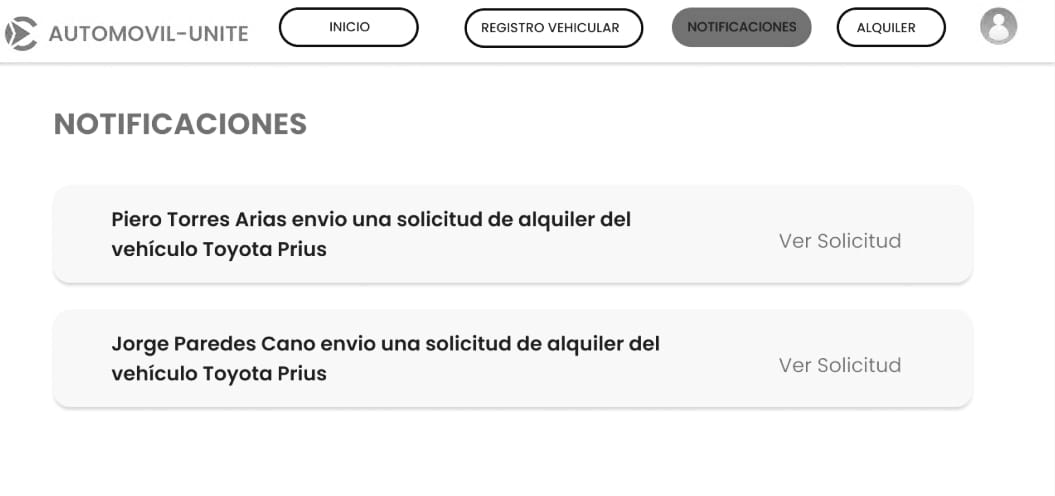 AUTOMOVIL-UNITE
INICIO
REGISTRO VEHICULAR
NOTIFICACIONES
ALQUILER
NOTIFICACIONES
Piero Torres Arias envio una solicitud de alquiler del
vehículo Toyota Prius
Ver Solicitud
Jorge Paredes Cano envio una solicitud de alquiler del
vehículo Toyota Prius
Ver Solicitud